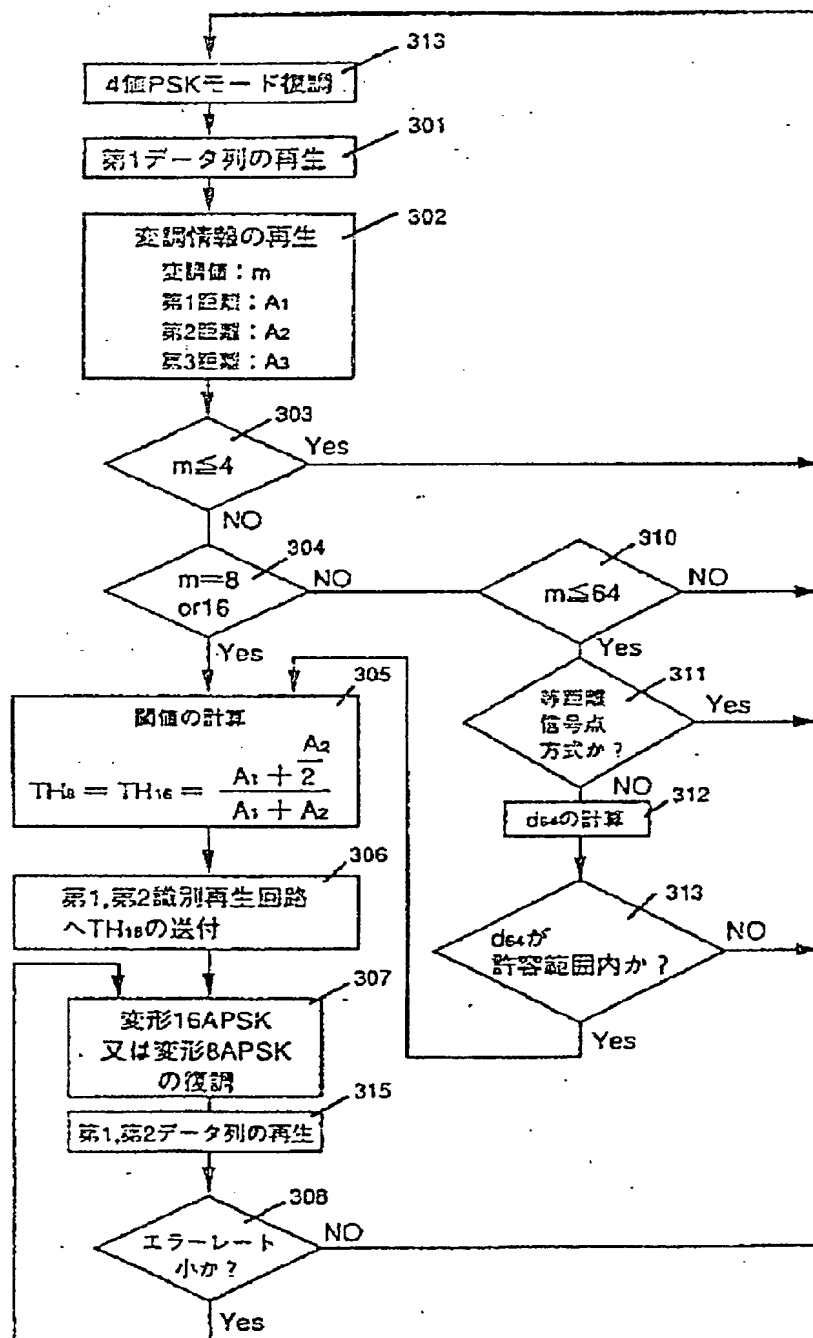 313
4値PSKモード復調
301
第1データ列の再生
302
変調情報の再生
変調値：m
第1距離：A1
第2距離：A2
第3距離：A3
303
m≦4
Yes
NO
304
m=8
or16
NO
Yes
310
m≦64
NO
Yes
311
等距離
信号点
方式か？
Yes
NO
312
d64の計算
313
d64が
許容範囲内か？
NO
Yes
305
閾値の計算
TH8 = TH16 = (A1 + A2/2) / (A1 + A2)
306
第1,第2識別再生回路
へTH16の送付
307
変形16APSK
又は変形8APSK
の復調
315
第1,第2データ列の再生
308
エラーレート
小か？
NO
Yes